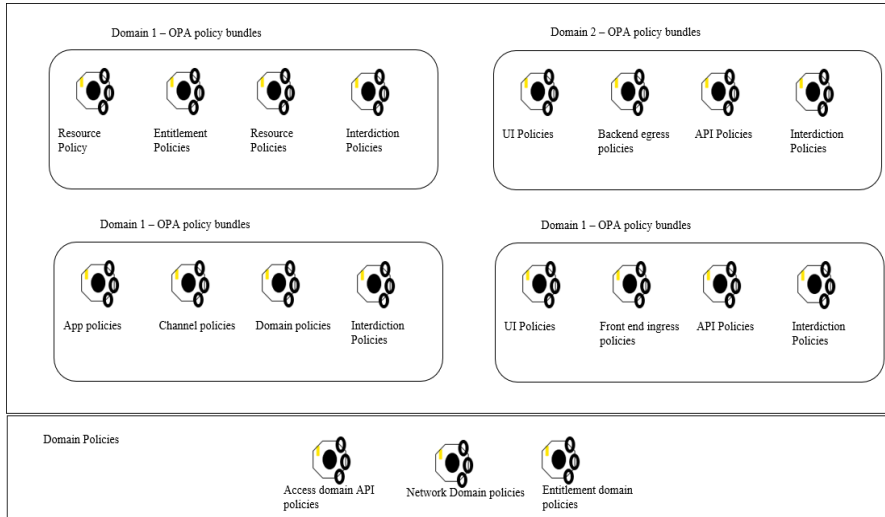 Domain 1 – OPA policy bundles
Resource
Policy
Entitlement
Policies
Resource
Policies
Interdiction
Policies
Domain 2 – OPA policy bundles
UI Policies
Backend egress
policies
API Policies
Interdiction
Policies
Domain 1 – OPA policy bundles
App policies
Channel policies
Domain policies
Interdiction
Policies
Domain 1 – OPA policy bundles
UI Policies
Front end ingress
policies
API Policies
Interdiction
Policies
Domain Policies
Access domain API
policies
Network Domain policies
Entitlement domain
policies